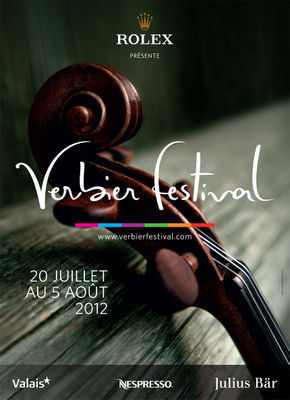 ROLEX
PRÉSENTE
Verbier festival
www.verbierfestival.com
20 JUILLET
AU 5 AOÛT
2012
Valais★ NESPRESSO. Julius Bär